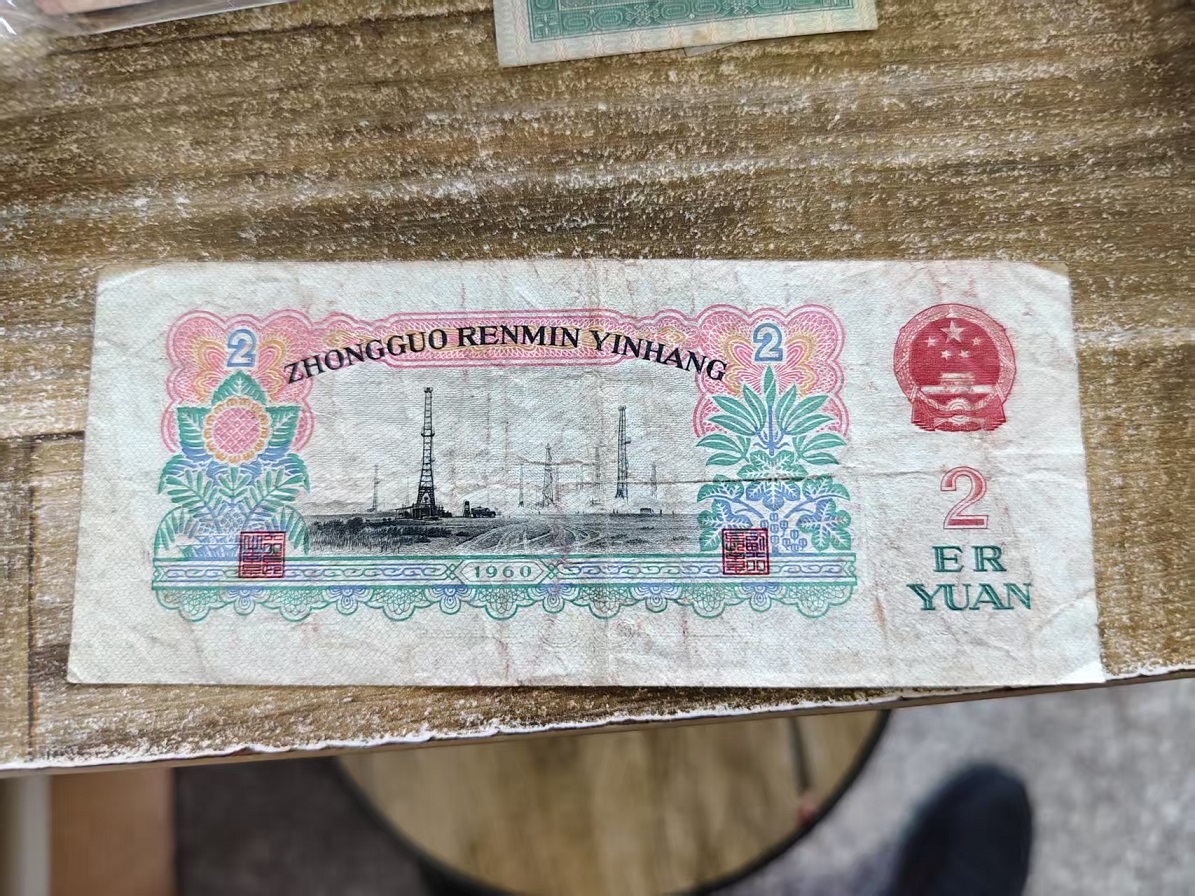 2
2
ZHONGGUO RENMIN YINHANG
2
ER
YUAN
1960